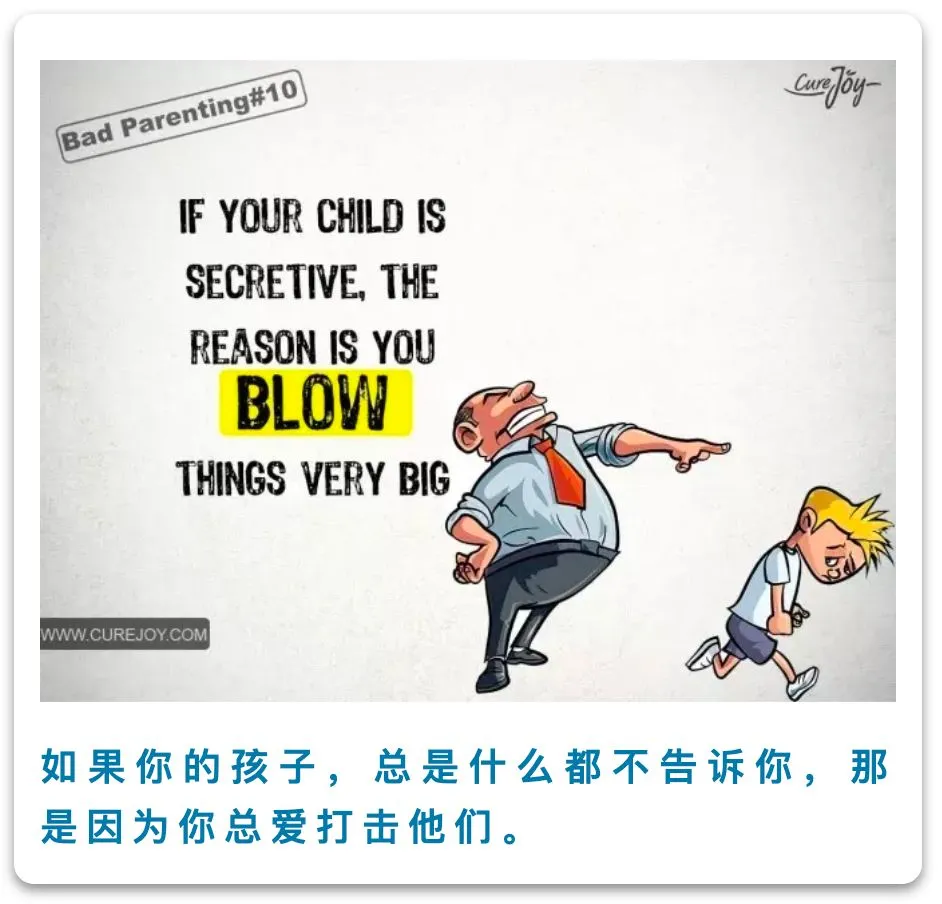 Bad Parenting#10
CureJoy
IF YOUR CHILD IS
SECRETIVE, THE
REASON IS YOU
BLOW
THINGS VERY BIG
WWW.CUREJOY.COM
如果你的孩子，总是什么都不告诉你，那
是因为你总爱打击他们。